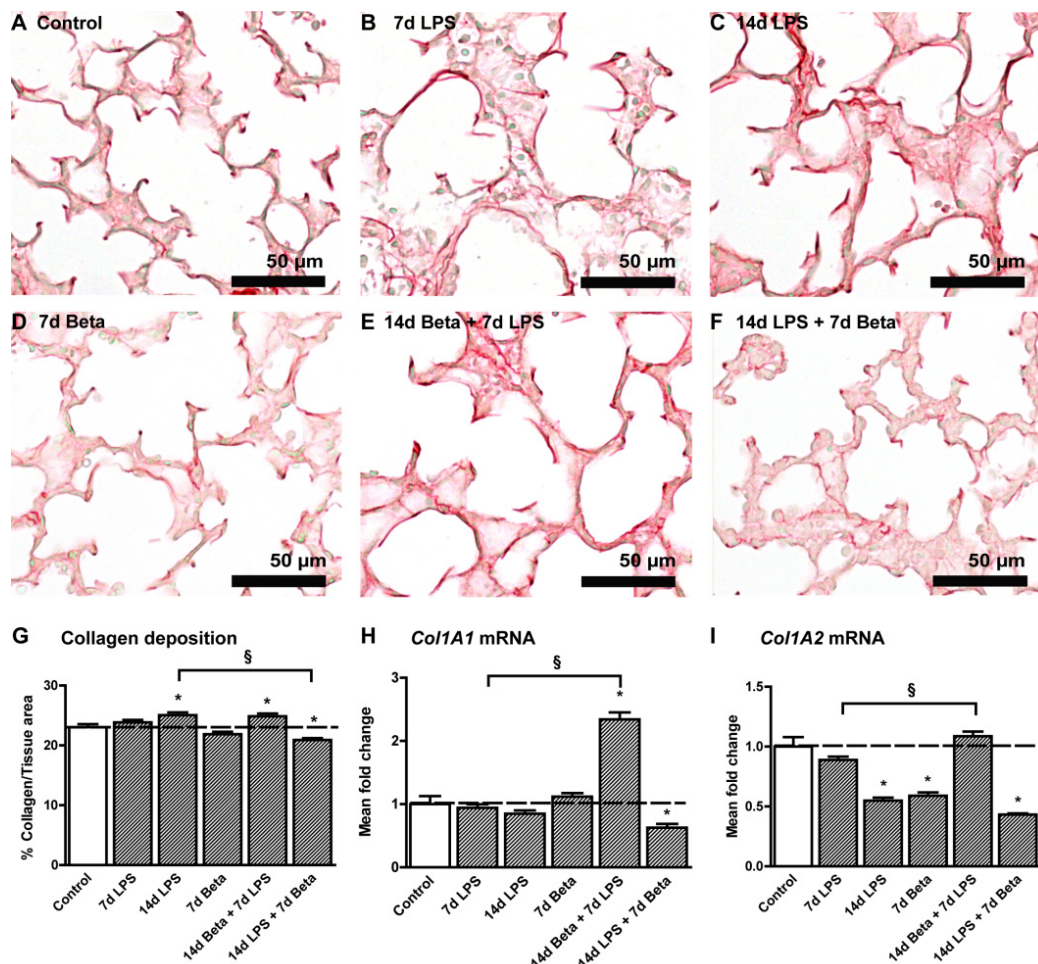 A Control
B 7d LPS
C 14d LPS
50 µm
50 µm
50 µm
D 7d Beta
E 14d Beta + 7d LPS
F 14d LPS + 7d Beta
50 µm
50 µm
50 µm
G Collagen deposition
H Col1A1 mRNA
I Col1A2 mRNA
% Collagen/Tissue area
30
20
10
0
*
*
*
§
Control
7d LPS
14d LPS
7d Beta
14d Beta + 7d LPS
14d LPS + 7d Beta
Mean fold change
3
2
1
0
§
*
*
Control
7d LPS
14d LPS
7d Beta
14d Beta + 7d LPS
14d LPS + 7d Beta
Mean fold change
1.5
1.0
0.5
0.0
§
*
*
*
Control
7d LPS
14d LPS
7d Beta
14d Beta + 7d LPS
14d LPS + 7d Beta